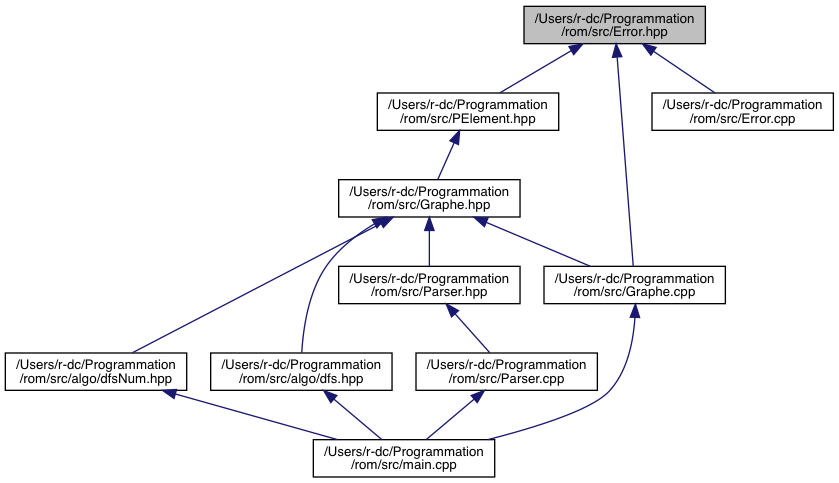 /Users/r-dc/Programmation
/rom/src/Error.hpp
/Users/r-dc/Programmation
/rom/src/PElement.hpp
/Users/r-dc/Programmation
/rom/src/Error.cpp
/Users/r-dc/Programmation
/rom/src/Graphe.hpp
/Users/r-dc/Programmation
/rom/src/Parser.hpp
/Users/r-dc/Programmation
/rom/src/Graphe.cpp
/Users/r-dc/Programmation
/rom/src/algo/dfsNum.hpp
/Users/r-dc/Programmation
/rom/src/algo/dfs.hpp
/Users/r-dc/Programmation
/rom/src/Parser.cpp
/Users/r-dc/Programmation
/rom/src/main.cpp